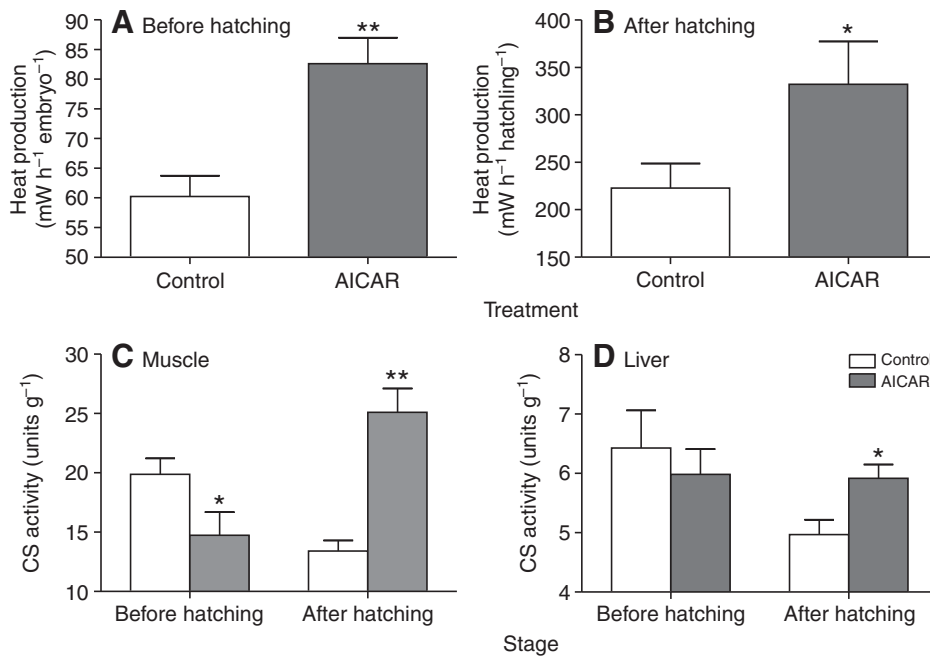 A Before hatching
Heat production
(mW h⁻¹ embryo⁻¹)
90
85
80
75
70
65
60
55
50
**
Control
AICAR
B After hatching
Heat production
(mW h⁻¹ hatchling⁻¹)
400
350
300
250
200
150
*
Control
AICAR
Treatment
C Muscle
CS activity (units g⁻¹)
30
25
20
15
10
*
**
Before hatching
After hatching
D Liver
CS activity (units g⁻¹)
8
7
6
5
4
*
Control
AICAR
Before hatching
After hatching
Stage